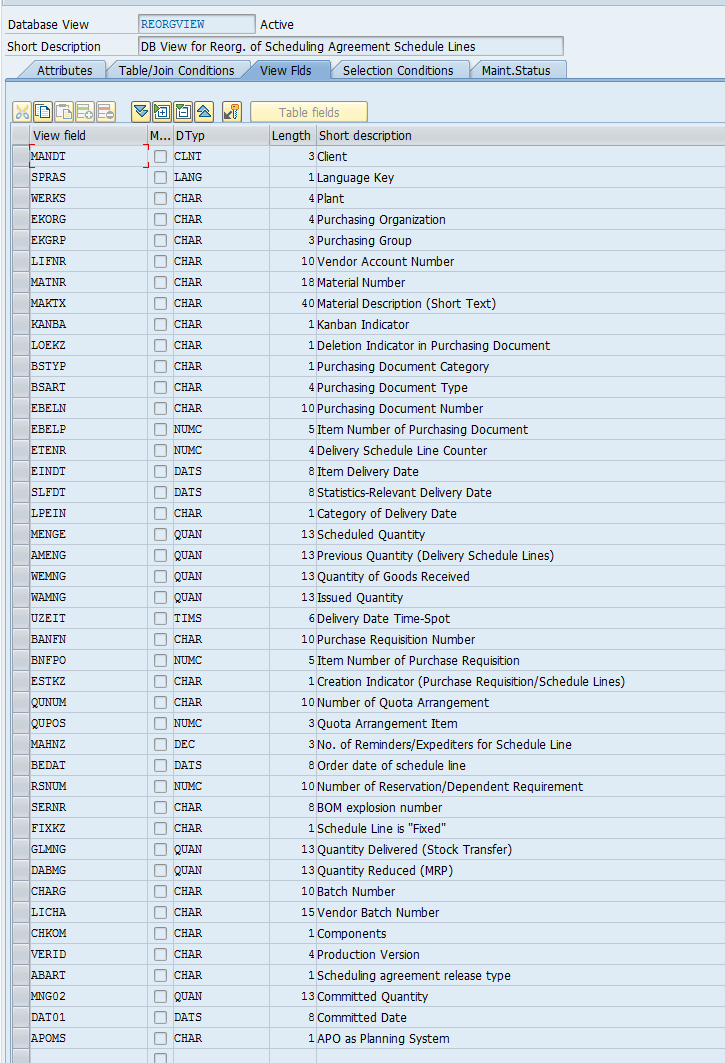 Database View REORGVIEW Active
Short Description DB View for Reorg. of Scheduling Agreement Schedule Lines
Attributes Table/Join Conditions View Flds Selection Conditions Maint.Status
Table fields
View field M... DTyp Length Short description
MANDT CLNT 3 Client
SPRAS LANG 1 Language Key
WERKS CHAR 4 Plant
EKORG CHAR 4 Purchasing Organization
EKGRP CHAR 3 Purchasing Group
LIFNR CHAR 10 Vendor Account Number
MATNR CHAR 18 Material Number
MAKTX CHAR 40 Material Description (Short Text)
KANBA CHAR 1 Kanban Indicator
LOEKZ CHAR 1 Deletion Indicator in Purchasing Document
BSTYP CHAR 1 Purchasing Document Category
BSART CHAR 4 Purchasing Document Type
EBELN CHAR 10 Purchasing Document Number
EBELP NUMC 5 Item Number of Purchasing Document
ETENR NUMC 4 Delivery Schedule Line Counter
EINDT DATS 8 Item Delivery Date
SLFDT DATS 8 Statistics-Relevant Delivery Date
LPEIN CHAR 1 Category of Delivery Date
MENGE QUAN 13 Scheduled Quantity
AMENG QUAN 13 Previous Quantity (Delivery Schedule Lines)
WEMNG QUAN 13 Quantity of Goods Received
WAMNG QUAN 13 Issued Quantity
UZEIT TIMS 6 Delivery Date Time-Spot
BANFN CHAR 10 Purchase Requisition Number
BNFPO NUMC 5 Item Number of Purchase Requisition
ESTKZ CHAR 1 Creation Indicator (Purchase Requisition/Schedule Lines)
QUNUM CHAR 10 Number of Quota Arrangement
QUPOS NUMC 3 Quota Arrangement Item
MAHNZ DEC 3 No. of Reminders/Expediters for Schedule Line
BEDAT DATS 8 Order date of schedule line
RSNUM NUMC 10 Number of Reservation/Dependent Requirement
SERNR CHAR 8 BOM explosion number
FIXKZ CHAR 1 Schedule Line is "Fixed"
GLMNG QUAN 13 Quantity Delivered (Stock Transfer)
DABMG QUAN 13 Quantity Reduced (MRP)
CHARG CHAR 10 Batch Number
LICHA CHAR 15 Vendor Batch Number
CHKOM CHAR 1 Components
VERID CHAR 4 Production Version
ABART CHAR 1 Scheduling agreement release type
MNG02 QUAN 13 Committed Quantity
DAT01 DATS 8 Committed Date
APOMS CHAR 1 APO as Planning System